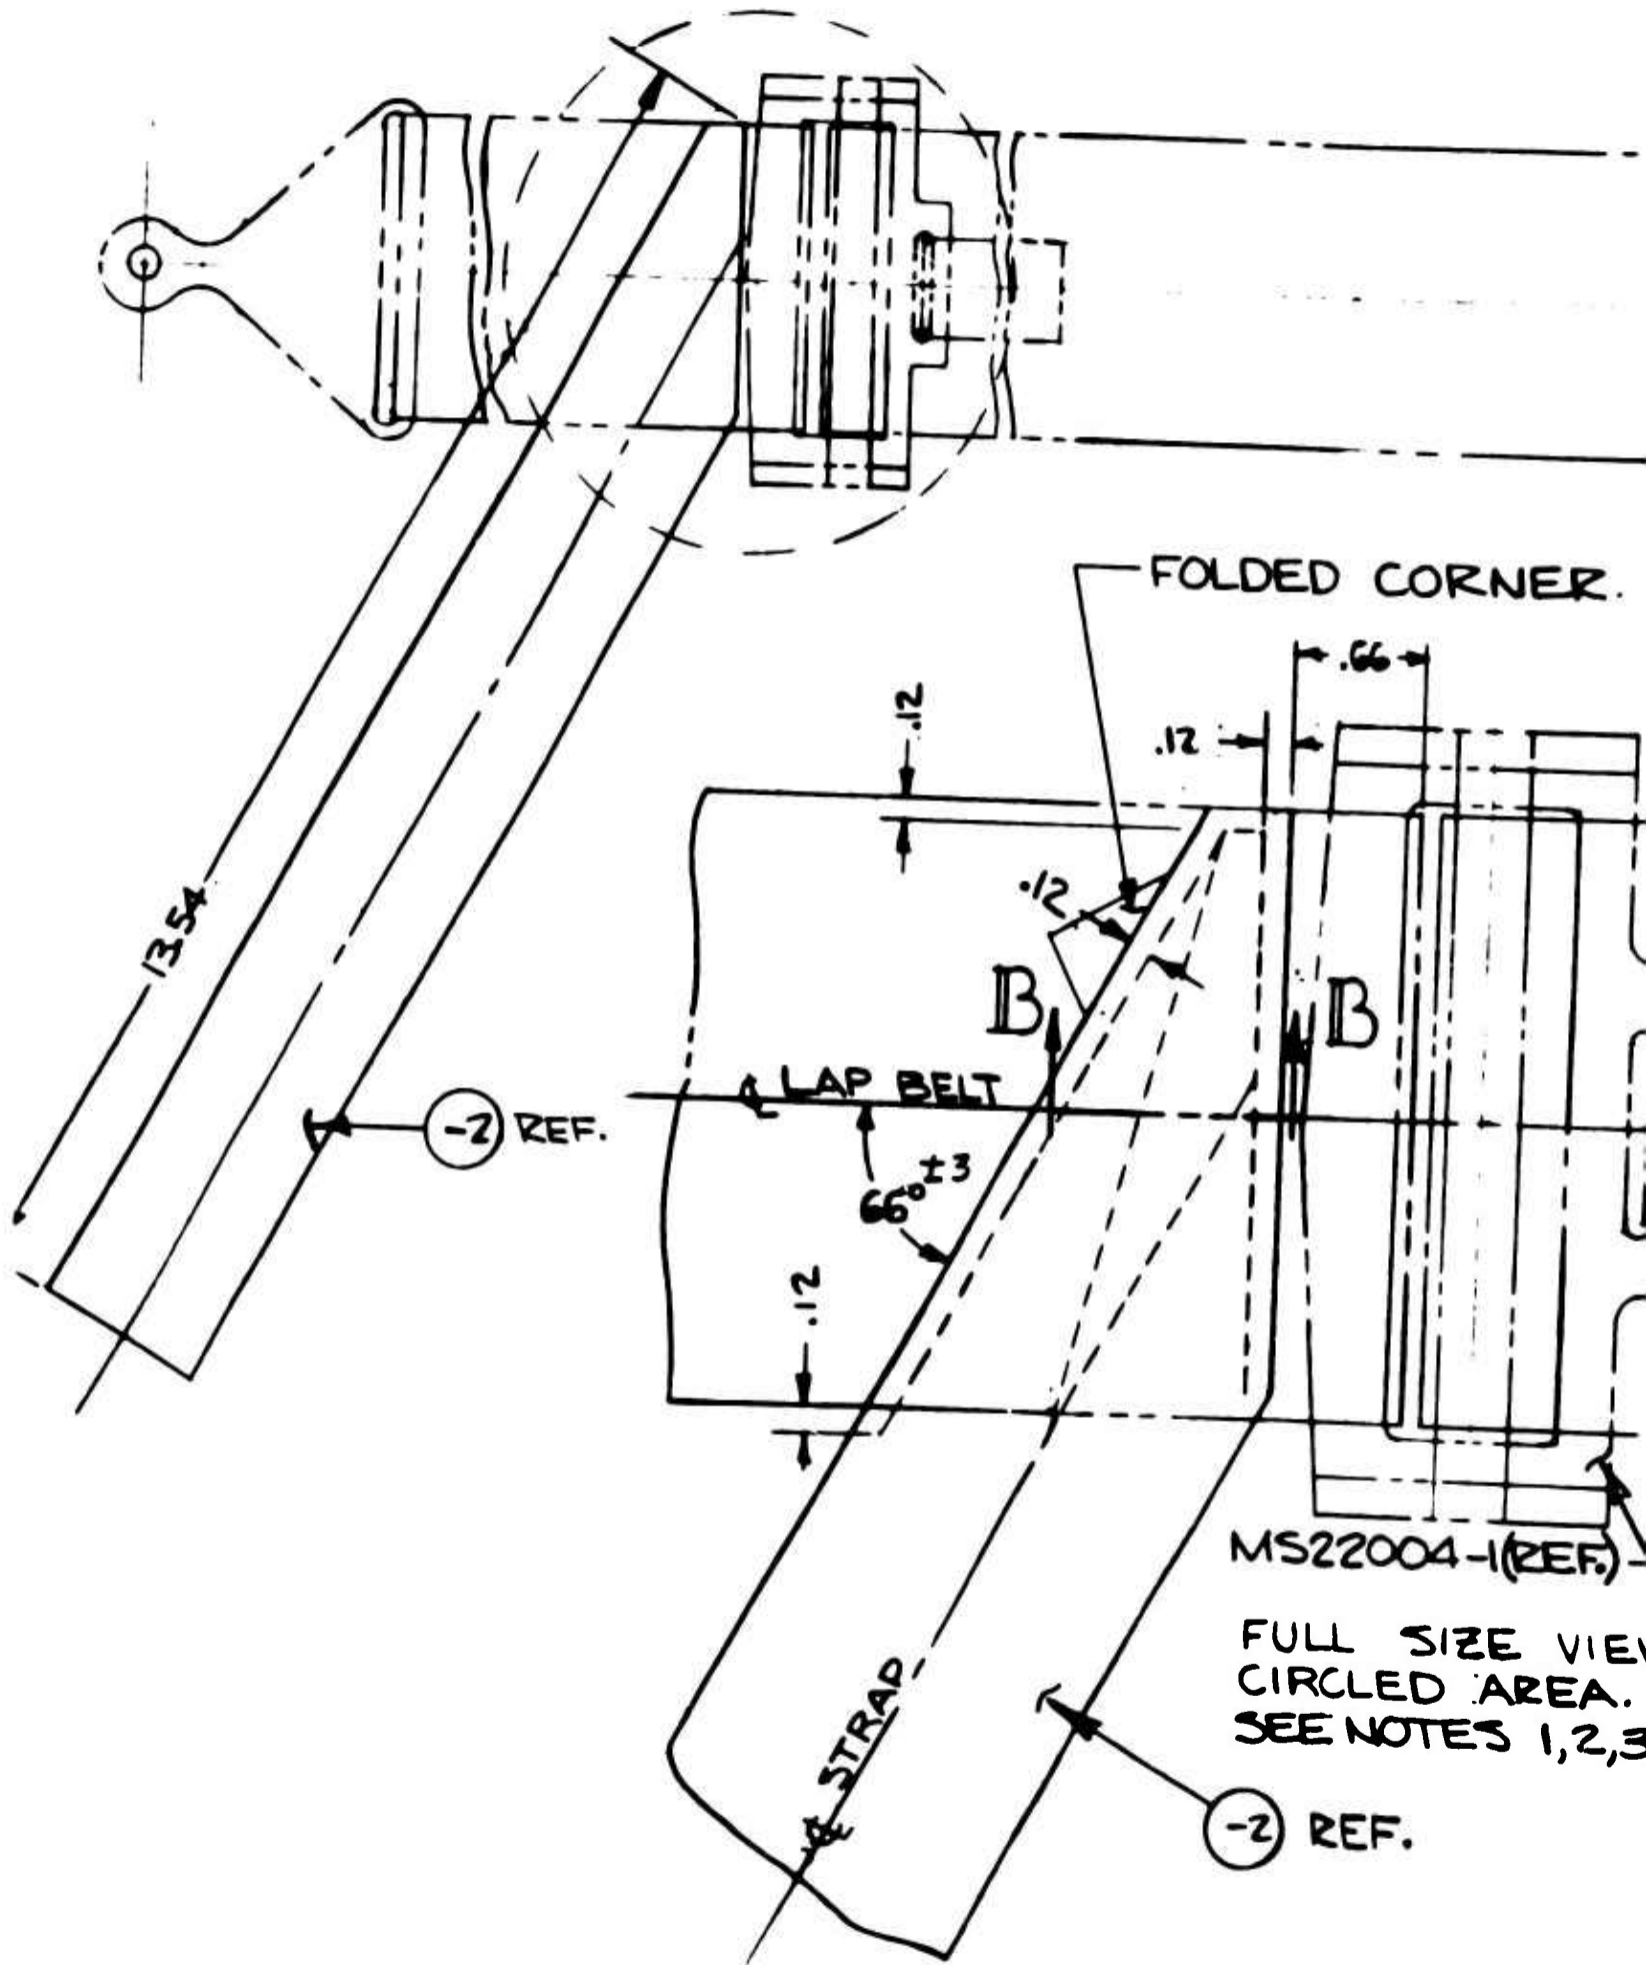 FOLDED CORNER.
.66
.12
.12
.12
13.54
B
B
℄ LAP BELT
-2 REF.
66° ±3
.12
MS22004-1(REF.)
FULL SIZE VIEW
CIRCLED AREA.
SEE NOTES 1,2,3
℄ STRAP
-2 REF.